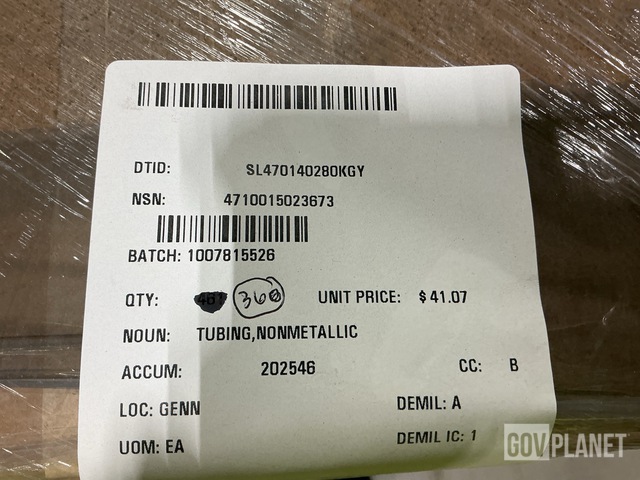 DTID: SL470140280KGY
NSN: 4710015023673
BATCH: 1007815526
QTY: 360 UNIT PRICE: $ 41.07
NOUN: TUBING,NONMETALLIC
ACCUM: 202546 CC: B
LOC: GENN DEMIL: A
UOM: EA DEMIL IC: 1
GOVPLANET